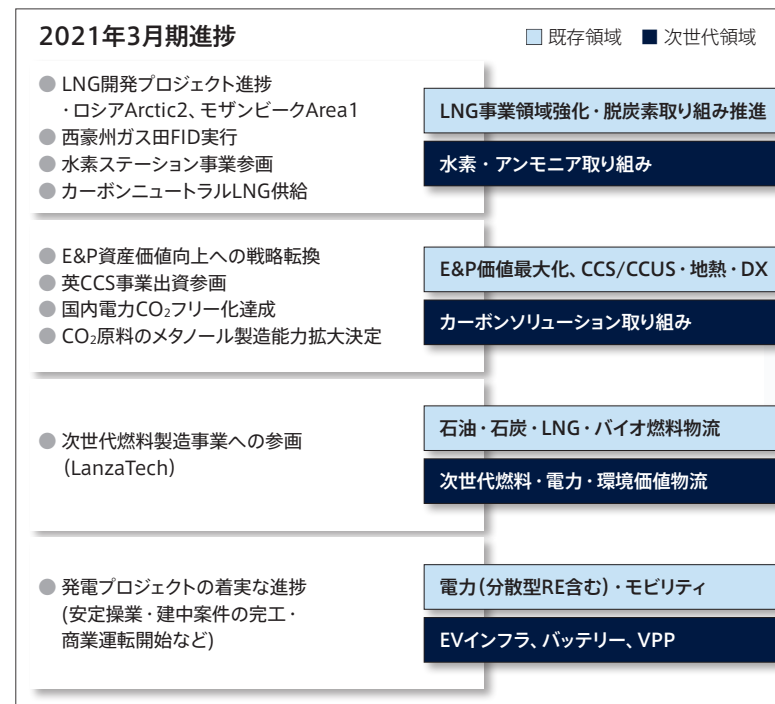 2021年3月期進捗
既存領域
次世代領域
● LNG開発プロジェクト進捗
・ロシアArctic2、モザンビークArea1
● 西豪州ガス田FID実行
● 水素ステーション事業参画
● カーボンニュートラルLNG供給
LNG事業領域強化・脱炭素取り組み推進
水素・アンモニア取り組み
● E&P資産価値向上への戦略転換
● 英CCS事業出資参画
● 国内電力CO₂フリー化達成
● CO₂原料のメタノール製造能力拡大決定
E&P価値最大化、CCS/CCUS・地熱・DX
カーボンソリューション取り組み
● 次世代燃料製造事業への参画
(LanzaTech)
石油・石炭・LNG・バイオ燃料物流
次世代燃料・電力・環境価値物流
● 発電プロジェクトの着実な進捗
(安定操業・建中案件の完工・
商業運転開始など)
電力(分散型RE含む)・モビリティ
EVインフラ、バッテリー、VPP